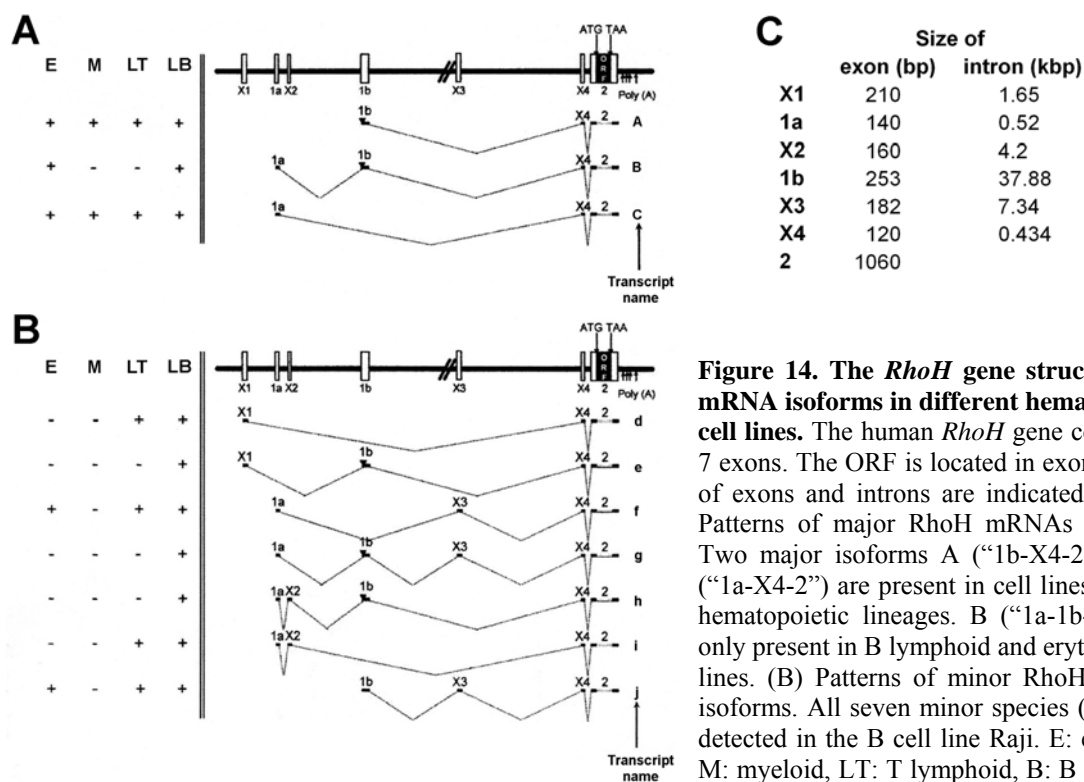 A
E M LT LB
ATG TAA
ORF
X1 1a X2 1b X3 X4 2 Poly (A)
1b X4 2
+ + + + A
1a 1b X4 2
+ - - + B
1a X4 2
+ + + + C
Transcript
name
B
E M LT LB
ATG TAA
ORF
X1 1a X2 1b X3 X4 2 Poly (A)
X1 X4 2
- - + + d
X1 1b X4 2
- - - + e
1a X3 X4 2
+ - + + f
1a 1b X3 X4 2
- - - + g
1a X2 1b X4 2
- - - + h
1a X2 X4 2
- - + + i
1b X3 X4 2
+ - + + j
Transcript
name
C
Size of
exon (bp) intron (kbp)
X1 210 1.65
1a 140 0.52
X2 160 4.2
1b 253 37.88
X3 182 7.34
X4 120 0.434
2 1060
Figure 14. The RhoH gene struc
mRNA isoforms in different hema
cell lines. The human RhoH gene c
7 exons. The ORF is located in exon
of exons and introns are indicated
Patterns of major RhoH mRNAs
Two major isoforms A (“1b-X4-2
(“1a-X4-2”) are present in cell lines
hematopoietic lineages. B (“1a-1b-
only present in B lymphoid and eryt
lines. (B) Patterns of minor RhoH
isoforms. All seven minor species (
detected in the B cell line Raji. E:
M: myeloid, LT: T lymphoid, B: B